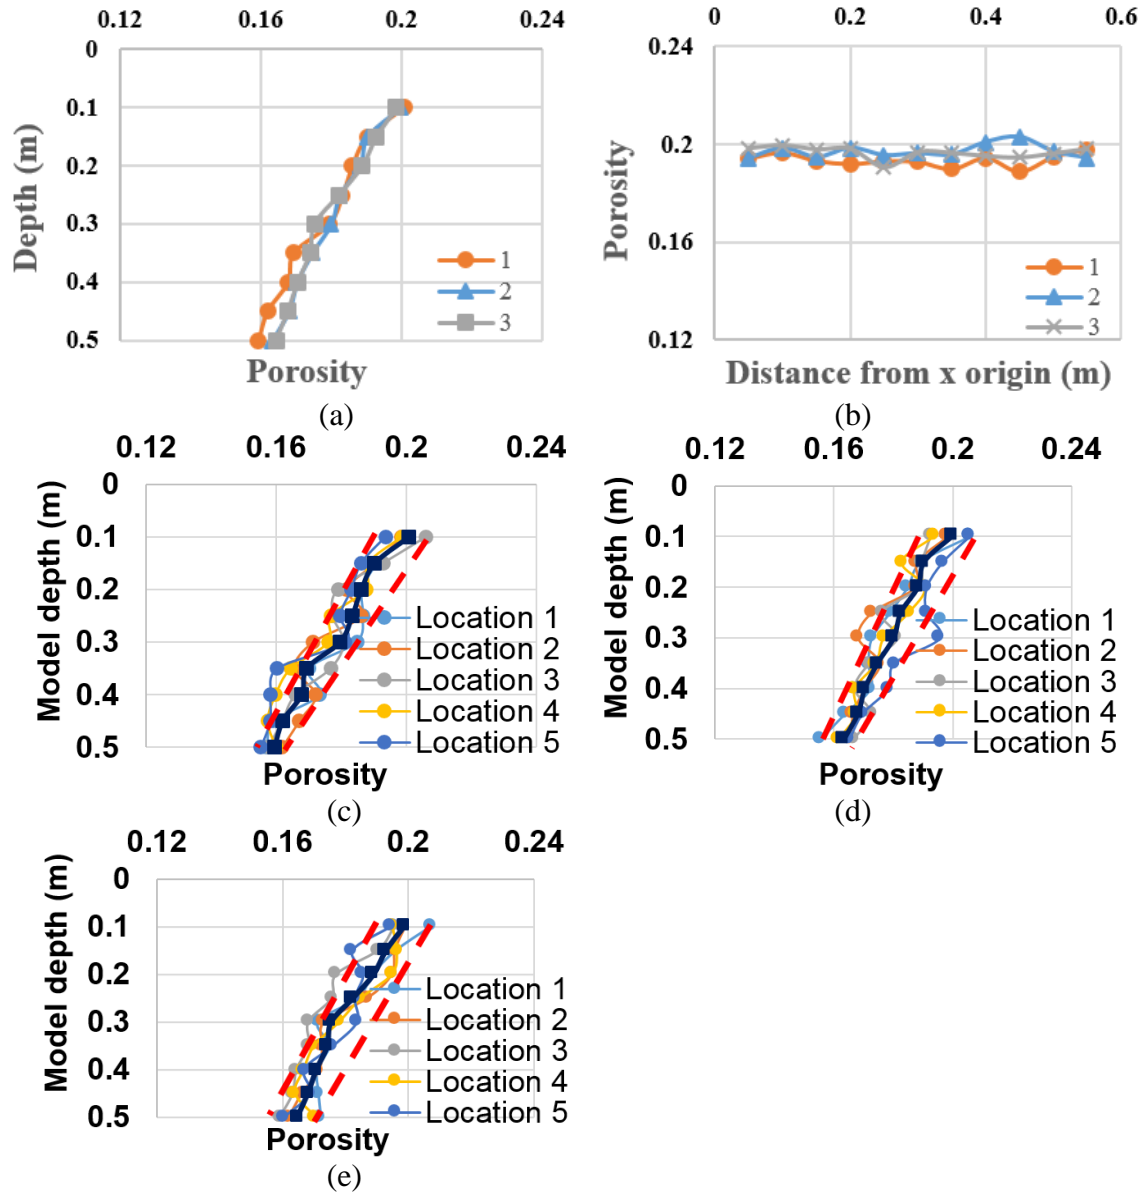 0.12 0.16 0.2 0.24
0
0.1
0.2
0.3
0.4
0.5
Depth (m)
1
2
3
Porosity
(a)
0 0.2 0.4 0.6
0.24
0.2
0.16
0.12
Porosity
1
2
3
Distance from x origin (m)
(b)
0.12 0.16 0.2 0.24
0
0.1
0.2
0.3
0.4
0.5
Model depth (m)
Location 1
Location 2
Location 3
Location 4
Location 5
Porosity
(c)
0.12 0.16 0.2 0.24
0
0.1
0.2
0.3
0.4
0.5
Model depth (m)
Location 1
Location 2
Location 3
Location 4
Location 5
Porosity
(d)
0.12 0.16 0.2 0.24
0
0.1
0.2
0.3
0.4
0.5
Model depth (m)
Location 1
Location 2
Location 3
Location 4
Location 5
Porosity
(e)